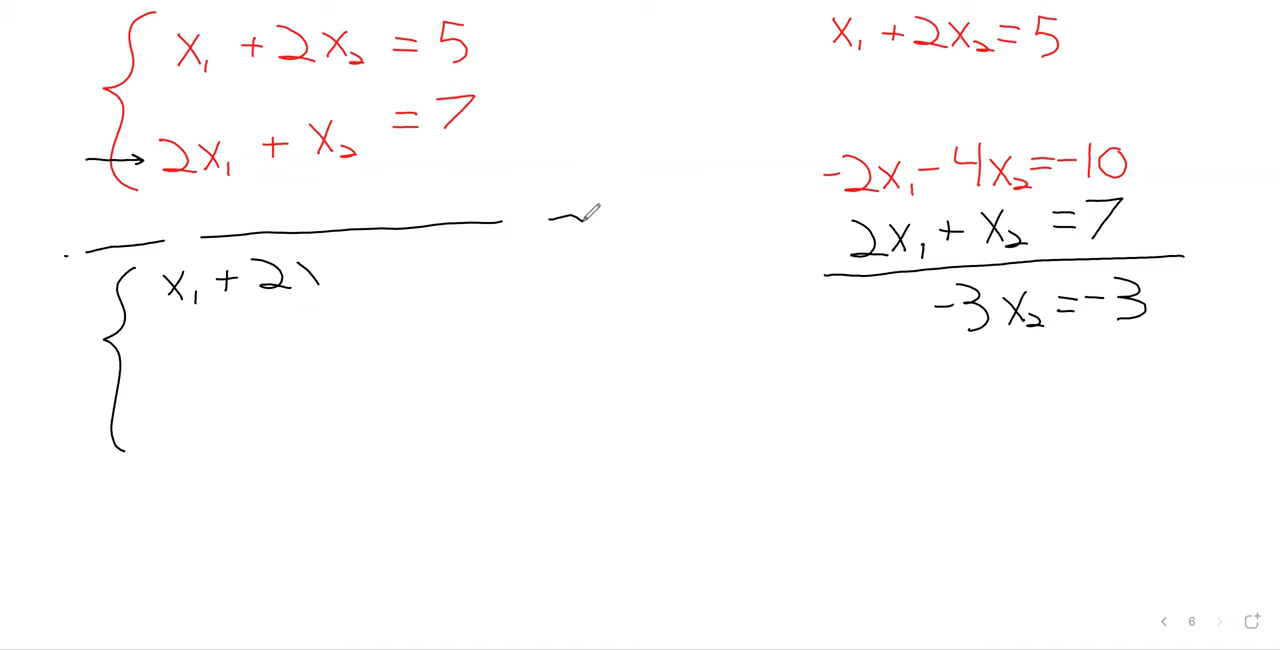 x₁ + 2x₂ = 5
2x₁ + x₂ = 7
x₁ + 2
x₁ + 2x₂ = 5
-2x₁ - 4x₂ = -10
2x₁ + x₂ = 7
-3x₂ = -3
6